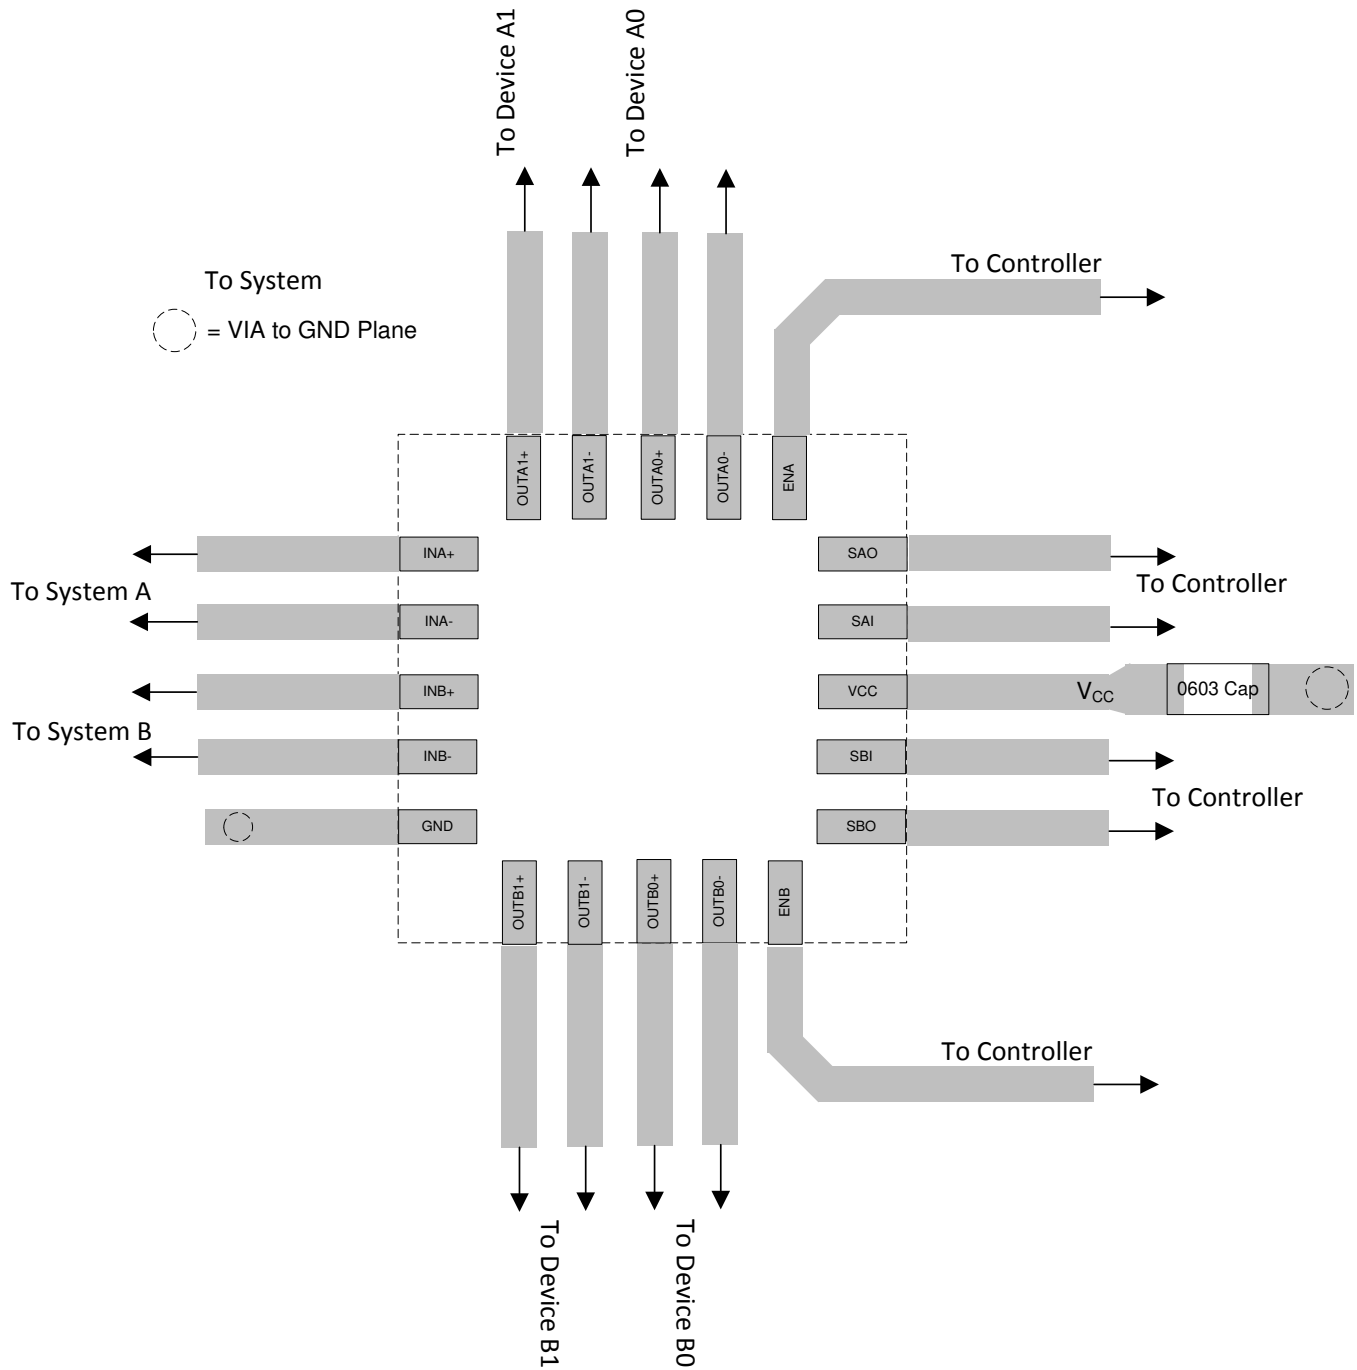 To Device A1
To Device A0
To System
= VIA to GND Plane
To Controller
OUTA1+
OUTA1-
OUTA0+
OUTA0-
ENA
INA+
SAO
To System A
To Controller
INA-
SAI
INB+
VCC
VCC
0603 Cap
To System B
INB-
SBI
To Controller
GND
SBO
OUTB1+
OUTB1-
OUTB0+
OUTB0-
ENB
To Controller
To Device B1
To Device B0